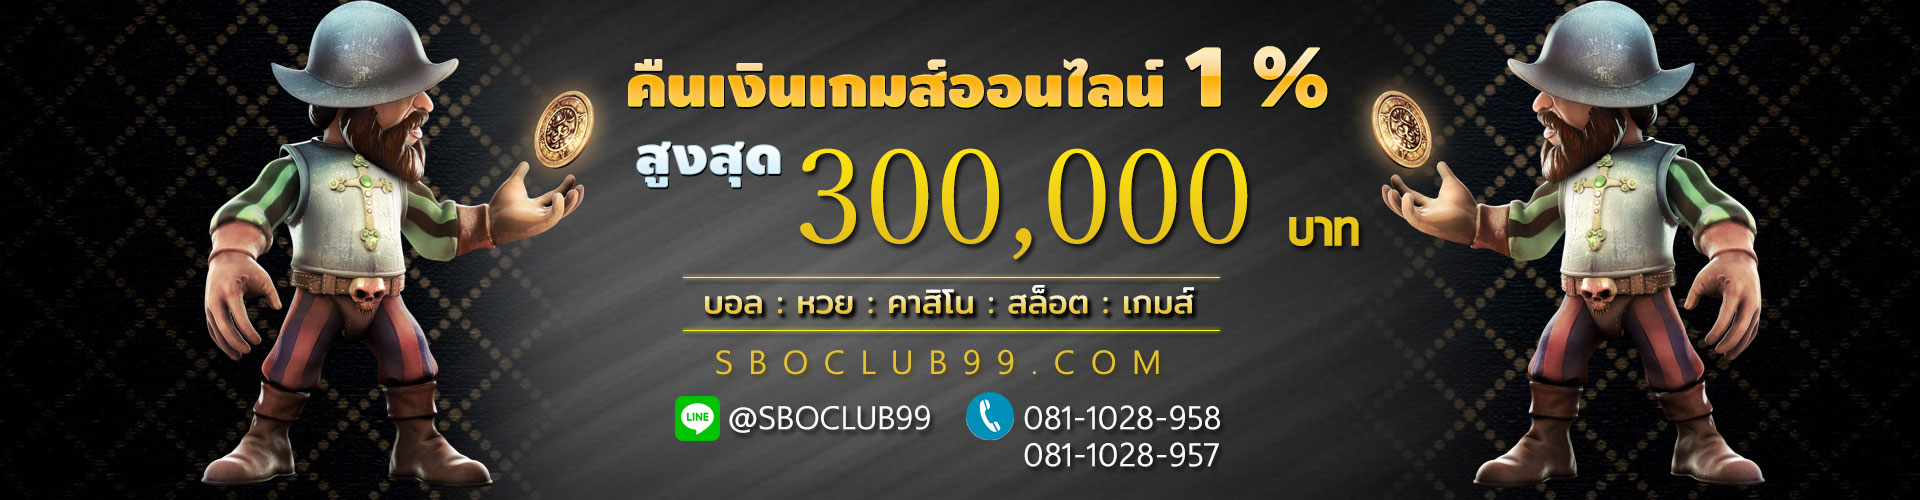 คืนเงินเกมส์ออนไลน์ 1 %
สูงสุด 300,000 บาท
บอล : หวย : คาสิโน : สล็อต : เกมส์
SBOCLUB99.COM
LINE @SBOCLUB99 081-1028-958
081-1028-957